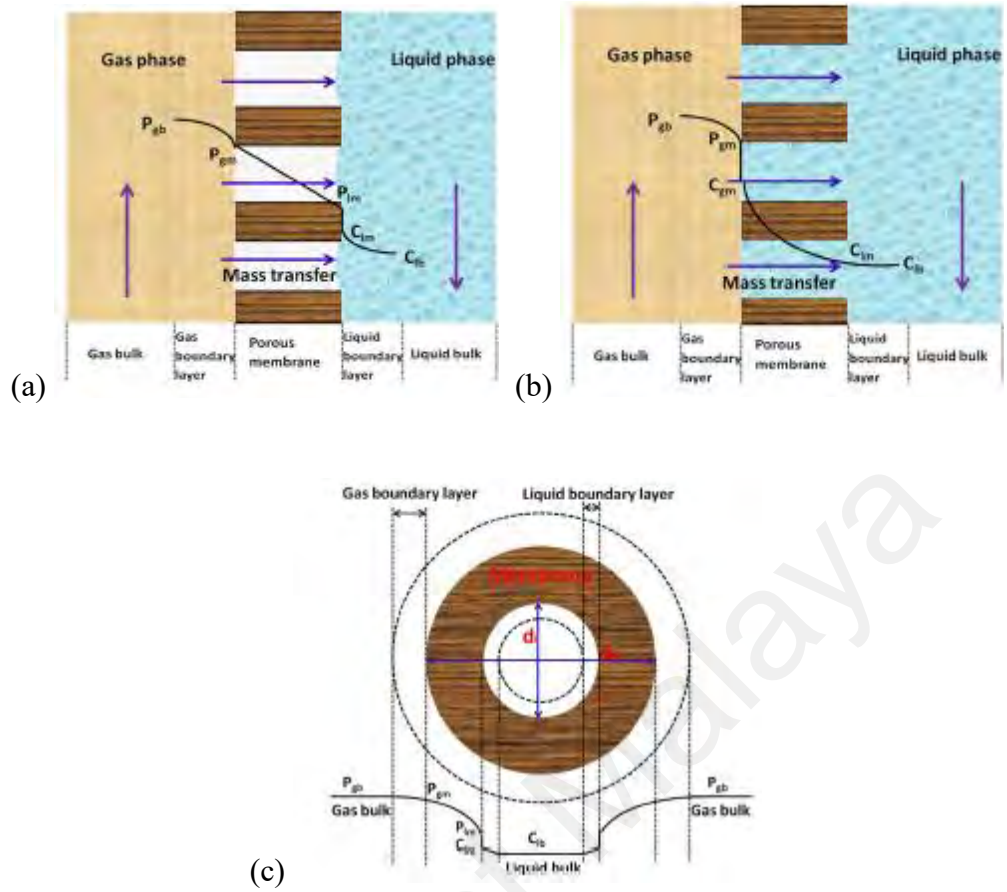 Gas phase
Liquid phase
Pgb
Pgm
Plm
Clm
Clb
Mass transfer
Gas bulk
Gas boundary layer
Porous membrane
Liquid boundary layer
Liquid bulk
(a)
Gas phase
Liquid phase
Pgb
Pgm
Cgm
Clm
Clb
Mass transfer
Gas bulk
Gas boundary layer
Porous membrane
Liquid boundary layer
Liquid bulk
(b)
Gas boundary layer
Liquid boundary layer
Pgb
Gas bulk
Pgm
Plm
Clb
Liquid bulk
Pgb
Gas bulk
(c)
Malaya